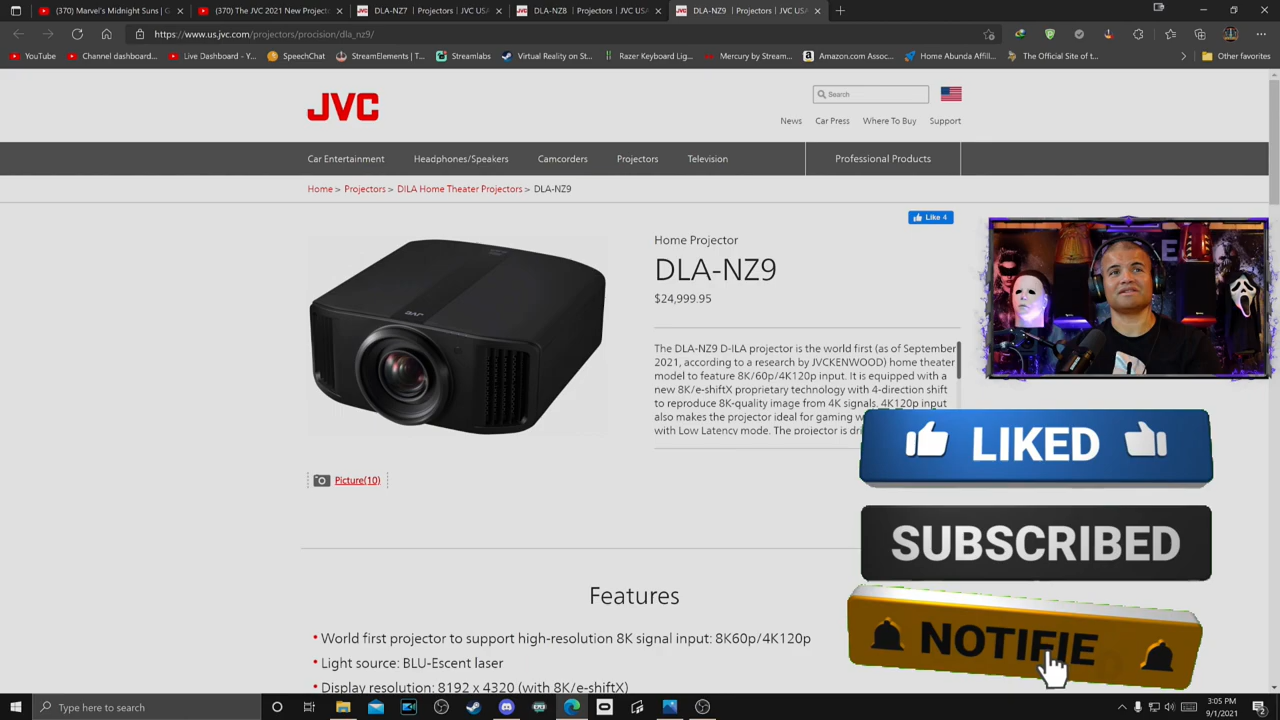 (370) Marvel's Midnight Suns | G
(370) The JVC 2021 New Project
DLA-NZ7 | Projectors | JVC USA
DLA-NZ8 | Projectors | JVC USA
DLA-NZ9 | Projectors | JVC USA
https://www.us.jvc.com/projectors/procision/dla_nz9/
YouTube
Channel dashboard...
Live Dashboard - Y...
SpeechChat
StreamElements | T...
Streamlabs
Virtual Reality on St...
Razer Keyboard Lig...
Mercury by Stream...
Amazon.com Assoc...
Home Abunda Affill...
The Official Site of t...
Other favorites
JVC
Search
News
Car Press
Where To Buy
Support
Car Entertainment
Headphones/Speakers
Camcorders
Projectors
Television
Professional Products
Home > Projectors > DILA Home Theater Projectors > DLA-NZ9
Like 4
Home Projector
DLA-NZ9
$24,999.95
The DLA-NZ9 D-ILA projector is the world first (as of September
2021, according to a research by JVCKENWOOD) home theater
model to feature 8K/60p/4K120p input. It is equipped with a
new 8K/e-shiftX proprietary technology with 4-direction shift
to reproduce 8K-quality image from 4K signals. 4K120p input
also makes the projector ideal for gaming
with Low Latency mode. The projector is
LIKED
Picture(10)
SUBSCRIBED
Features
NOTIFIE
• World first projector to support high-resolution 8K signal input: 8K60p/4K120p
• Light source: BLU-Escent laser
• Display resolution: 8192 x 4320 (with 8K/e-shiftX)
Type here to search
3:05 PM
9/1/2021
2